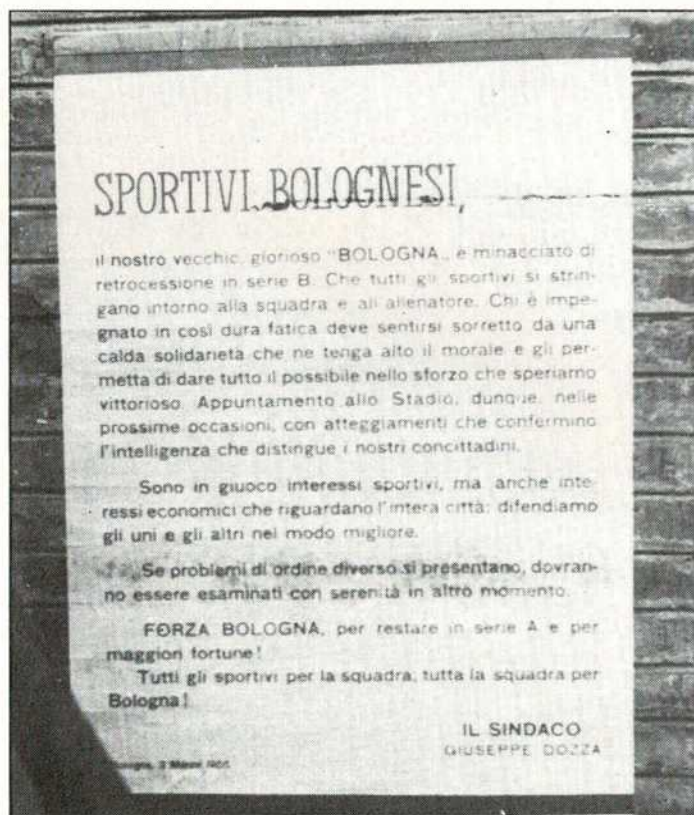 SPORTIVI BOLOGNESI,
il nostro vecchio, glorioso "BOLOGNA„ è minacciato di
retrocessione in serie B. Che tutti gli sportivi si strin-
gano intorno alla squadra e all'allenatore. Chi è impe-
gnato in così dura fatica deve sentirsi sorretto da una
calda solidarietà che ne tenga alto il morale e gli per-
metta di dare tutto il possibile nello sforzo che speriamo
vittorioso. Appuntamento allo Stadio, dunque, nelle
prossime occasioni, con atteggiamenti che confermino
l'intelligenza che distingue i nostri concittadini.
Sono in giuoco interessi sportivi, ma anche inte-
ressi economici che riguardano l'intera città: difendiamo
gli uni e gli altri nel modo migliore.
Se problemi di ordine diverso si presentano, dovran-
no essere esaminati con serenità in altro momento.
FORZA BOLOGNA, per restare in serie A e per
maggiori fortune!
Tutti gli sportivi per la squadra, tutta la squadra per
Bologna!
IL SINDACO
GIUSEPPE DOZZA
Marzo